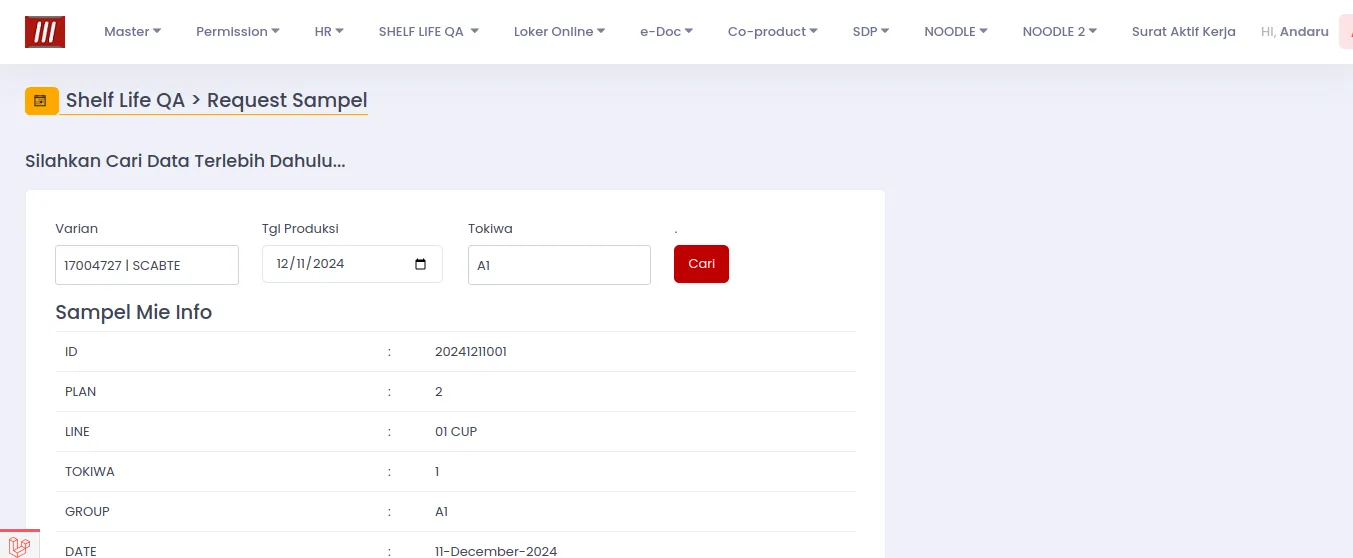 Master Permission HR SHELF LIFE QA Loker Online e-Doc Co-product SDP NOODLE NOODLE 2 Surat Aktif Kerja HI, Andaru
Shelf Life QA > Request Sampel
Silahkan Cari Data Terlebih Dahulu...
Varian Tgl Produksi Tokiwa .
17004727 | SCABTE 12/11/2024 A1 Cari
Sampel Mie Info
ID : 20241211001
PLAN : 2
LINE : 01 CUP
TOKIWA : 1
GROUP : A1
DATE : 11-December-2024